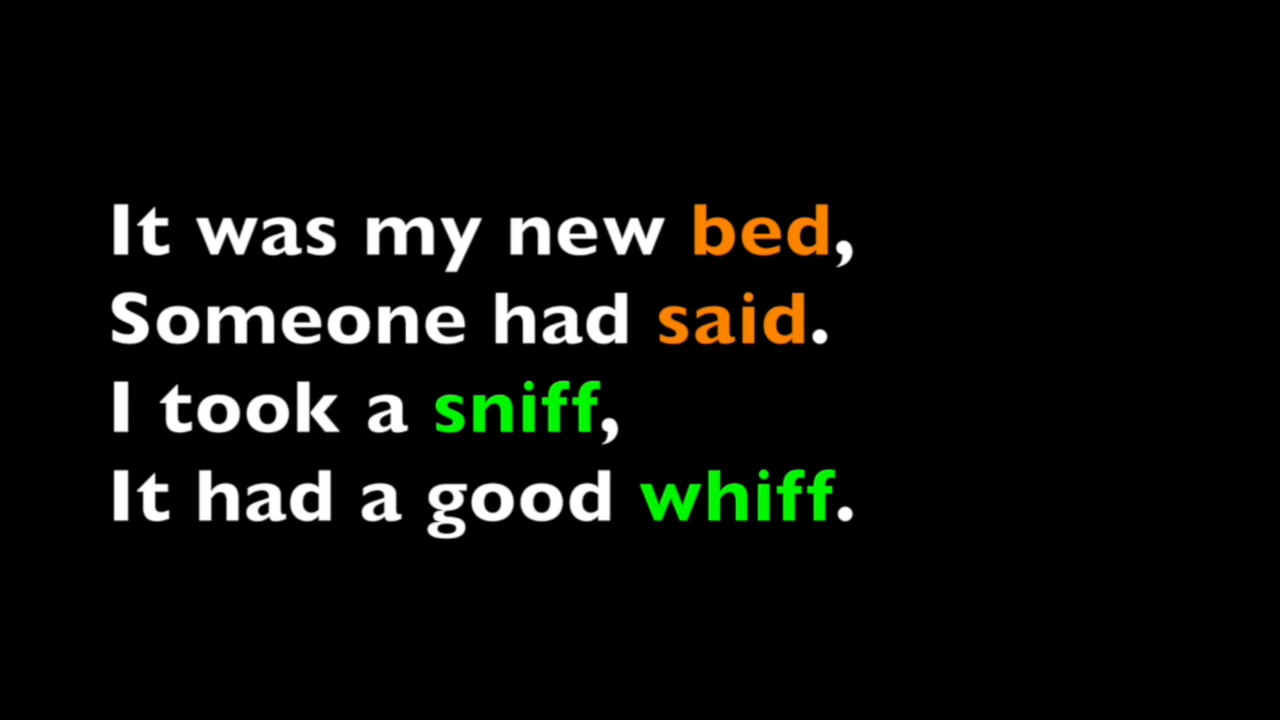 It was my new bed,
Someone had said.
I took a sniff,
It had a good whiff.